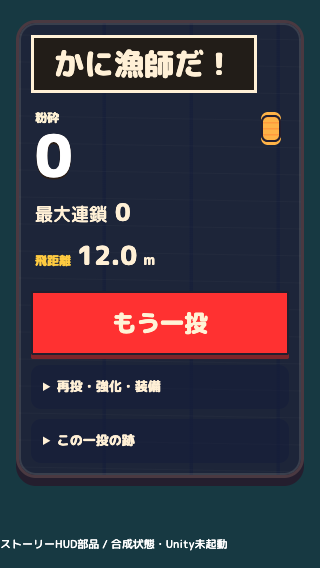 かに漁師だ！
粉砕
0
最大連鎖 0
飛距離 12.0 m
もう一投
▶ 再投・強化・装備
▶ この一投の跡
ストーリーHUD部品 / 合成状態・Unity未起動